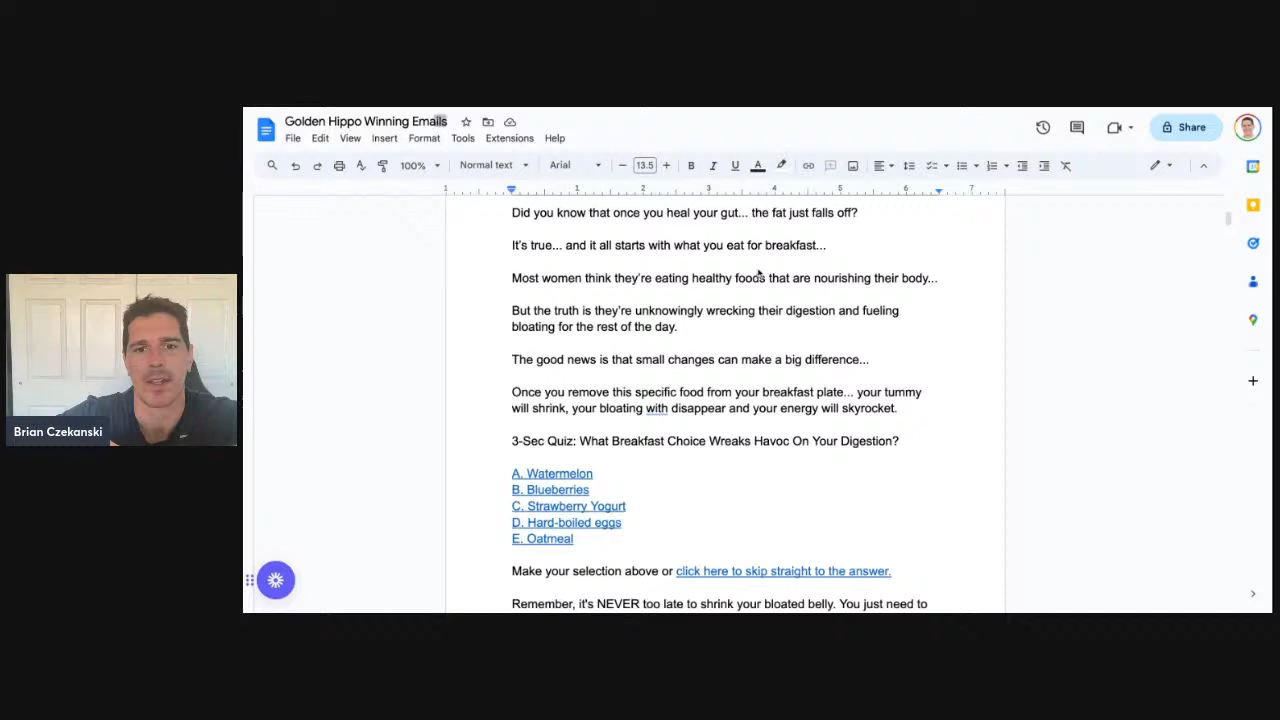 Golden Hippo Winning Emails
File Edit View Insert Format Tools Extensions Help
Share
100% Normal text Arial 13.5 B I U A
1 1 2 3 4 5 6 7
Did you know that once you heal your gut... the fat just falls off?
It's true... and it all starts with what you eat for breakfast...
Most women think they're eating healthy foods that are nourishing their body...
But the truth is they're unknowingly wrecking their digestion and fueling
bloating for the rest of the day.
The good news is that small changes can make a big difference...
Once you remove this specific food from your breakfast plate... your tummy
will shrink, your bloating with disappear and your energy will skyrocket.
3-Sec Quiz: What Breakfast Choice Wreaks Havoc On Your Digestion?
A. Watermelon
B. Blueberries
C. Strawberry Yogurt
D. Hard-boiled eggs
E. Oatmeal
Make your selection above or click here to skip straight to the answer.
Remember, it's NEVER too late to shrink your bloated belly. You just need to
Brian Czekanski